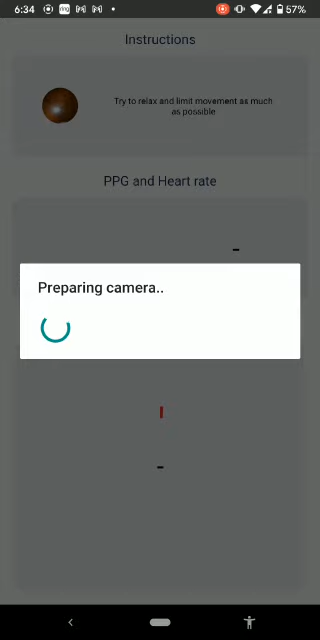 6:34
ring
57%
Instructions
Try to relax and limit movement as much
as possible
PPG and Heart rate
-
Preparing camera..
-